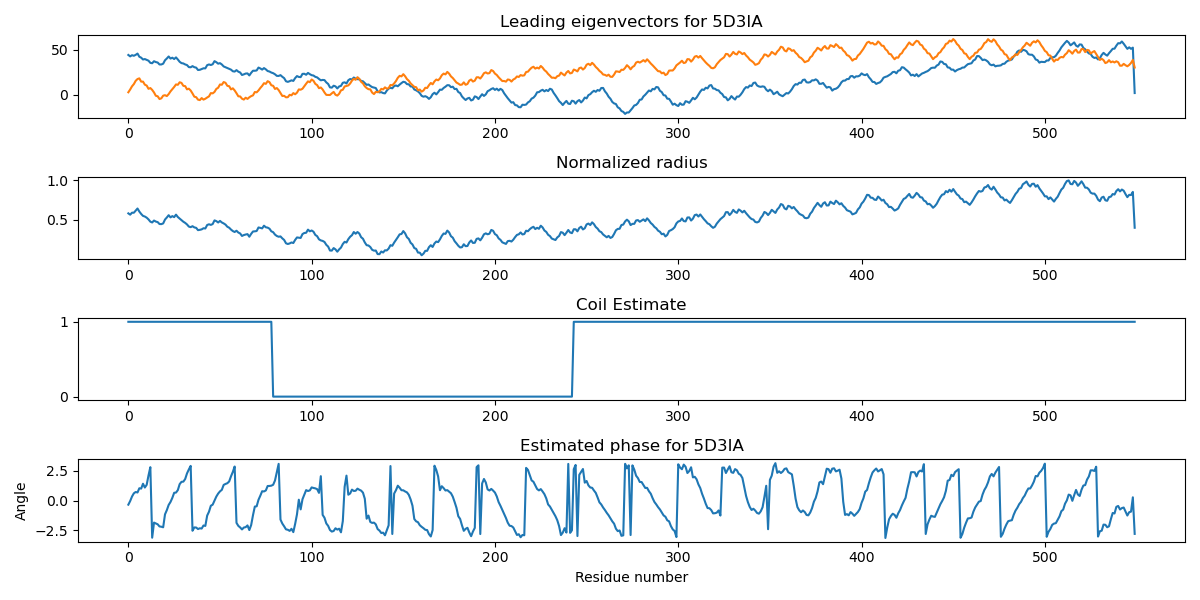 Leading eigenvectors for 5D3IA
50
0
0 100 200 300 400 500
Normalized radius
1.0
0.5
0 100 200 300 400 500
Coil Estimate
1
0
0 100 200 300 400 500
Estimated phase for 5D3IA
Angle
2.5
0.0
−2.5
0 100 200 300 400 500
Residue number